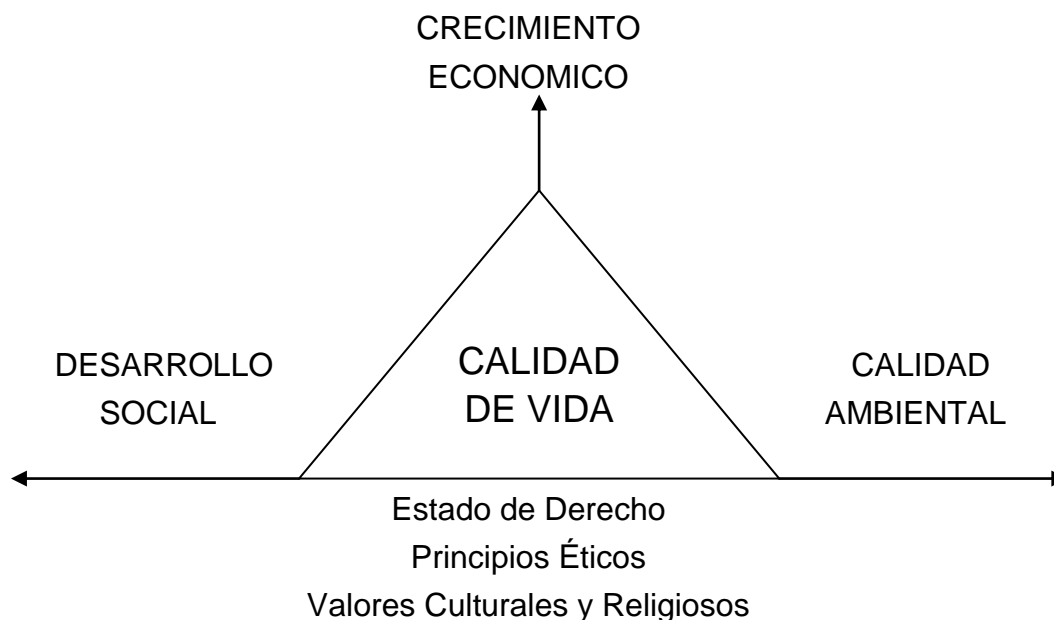 CRECIMIENTO
ECONOMICO
DESARROLLO
SOCIAL
CALIDAD
DE VIDA
CALIDAD
AMBIENTAL
Estado de Derecho
Principios Éticos
Valores Culturales y Religiosos